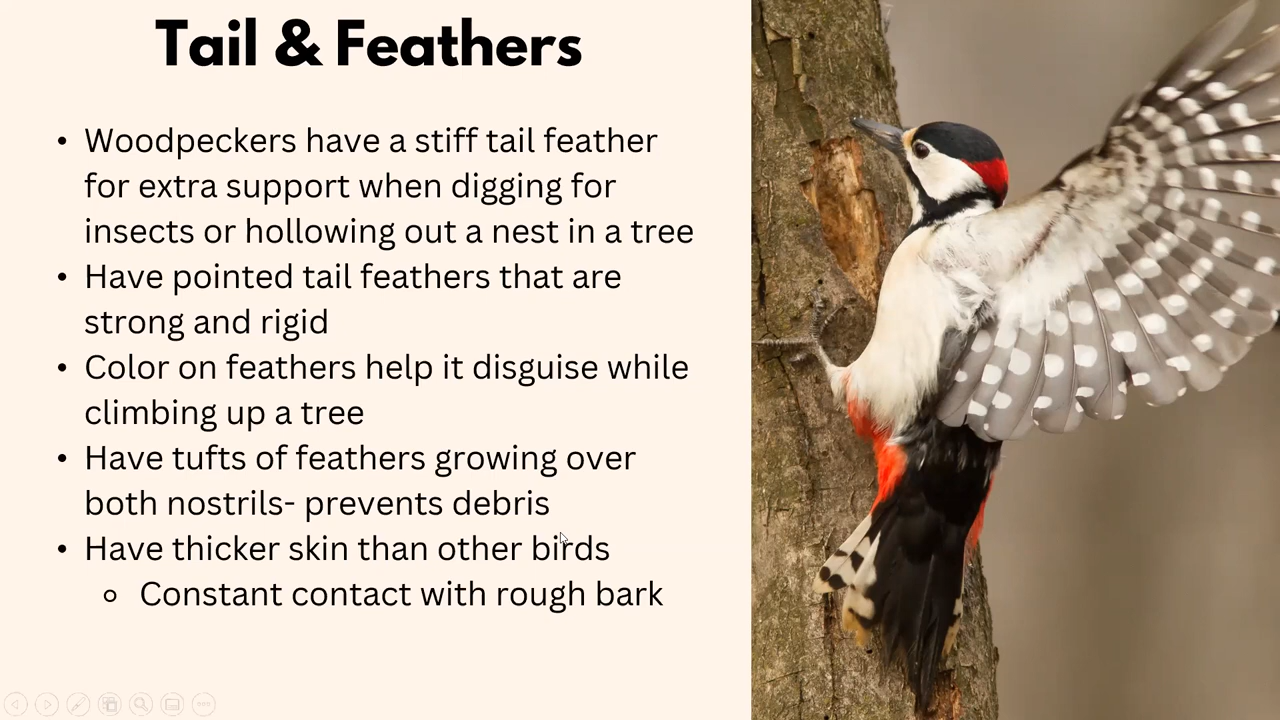 Tail & Feathers
• Woodpeckers have a stiff tail feather
for extra support when digging for
insects or hollowing out a nest in a tree
• Have pointed tail feathers that are
strong and rigid
• Color on feathers help it disguise while
climbing up a tree
• Have tufts of feathers growing over
both nostrils- prevents debris
• Have thicker skin than other birds
○ Constant contact with rough bark